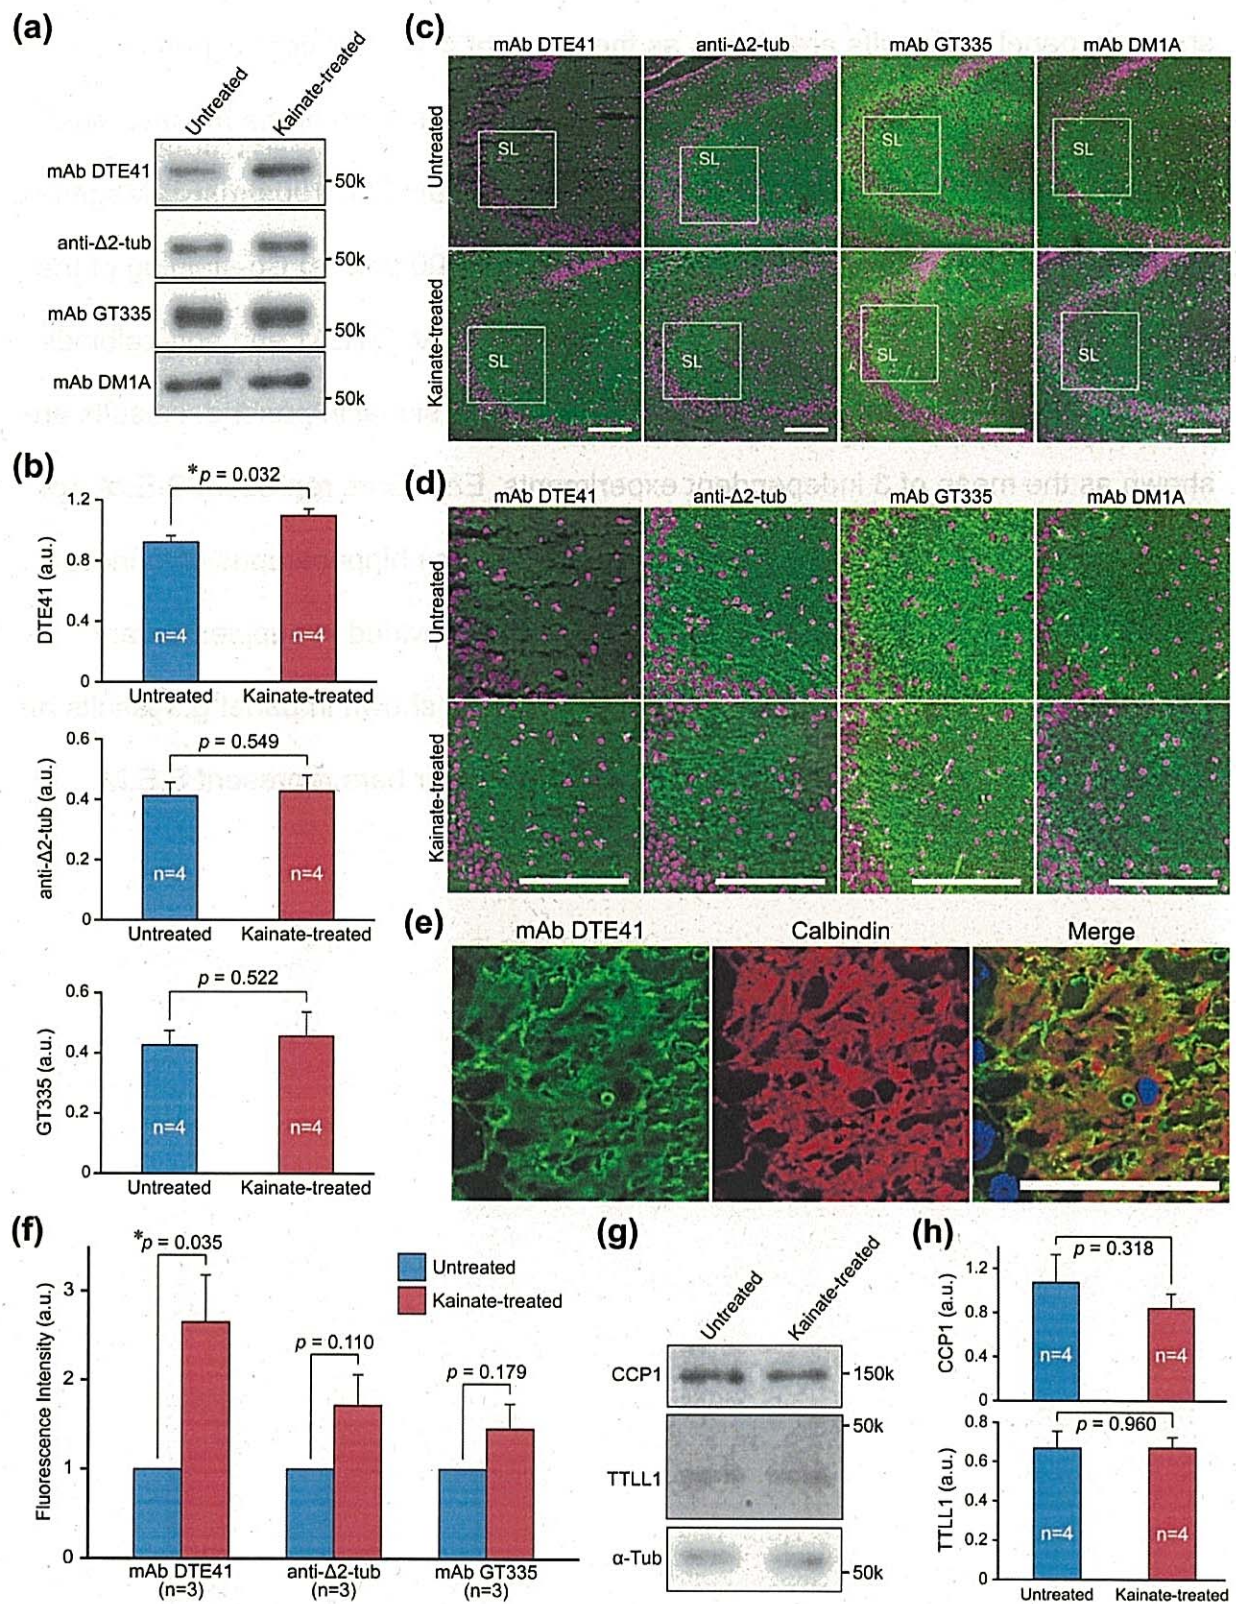 (a)
Untreated
Kainate-treated
mAb DTE41
50k
anti-Δ2-tub
50k
mAb GT335
50k
mAb DM1A
50k
(b)
*p = 0.032
DTE41 (a.u.)
1.2
0.8
0.4
0
n=4
n=4
Untreated
Kainate-treated
p = 0.549
anti-Δ2-tub (a.u.)
0.6
0.4
0.2
0
n=4
n=4
Untreated
Kainate-treated
p = 0.522
GT335 (a.u.)
0.6
0.4
0.2
0
n=4
n=4
Untreated
Kainate-treated
(c)
mAb DTE41
anti-Δ2-tub
mAb GT335
mAb DM1A
Untreated
SL
SL
SL
SL
Kainate-treated
SL
SL
SL
SL
shown as the mean of 3 independent experiments.
(d)
mAb DTE41
anti-Δ2-tub
mAb GT335
mAb DM1A
Untreated
Kainate-treated
(e)
mAb DTE41
Calbindin
Merge
(f)
*p = 0.035
Fluorescence Intensity (a.u.)
3
2
1
0
p = 0.110
p = 0.179
Untreated
Kainate-treated
mAb DTE41
(n=3)
anti-Δ2-tub
(n=3)
mAb GT335
(n=3)
(g)
Untreated
Kainate-treated
CCP1
150k
50k
TTLL1
α-Tub
50k
(h)
p = 0.318
CCP1 (a.u.)
1.2
0.8
0.4
0
n=4
n=4
p = 0.960
TTLL1 (a.u.)
0.8
0.6
0.4
0.2
0
n=4
n=4
Untreated
Kainate-treated